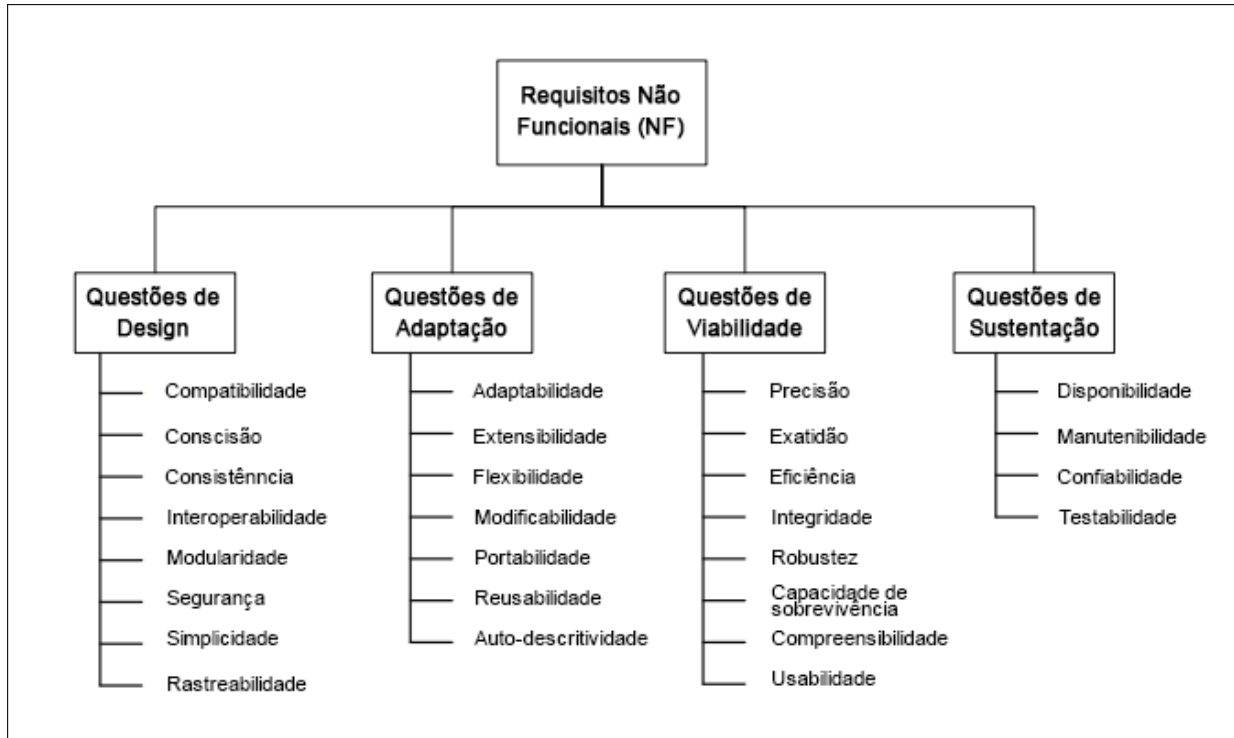 Requisitos Não
Funcionais (NF)
Questões de
Design
Compatibilidade
Conscisão
Consistênncia
Interoperabilidade
Modularidade
Segurança
Simplicidade
Rastreabilidade
Questões de
Adaptação
Adaptabilidade
Extensibilidade
Flexibilidade
Modificabilidade
Portabilidade
Reusabilidade
Auto-descritividade
Questões de
Viabilidade
Precisão
Exatidão
Eficiência
Integridade
Robustez
Capacidade de
sobrevivência
Compreensibilidade
Usabilidade
Questões de
Sustentação
Disponibilidade
Manutenibilidade
Confiabilidade
Testabilidade